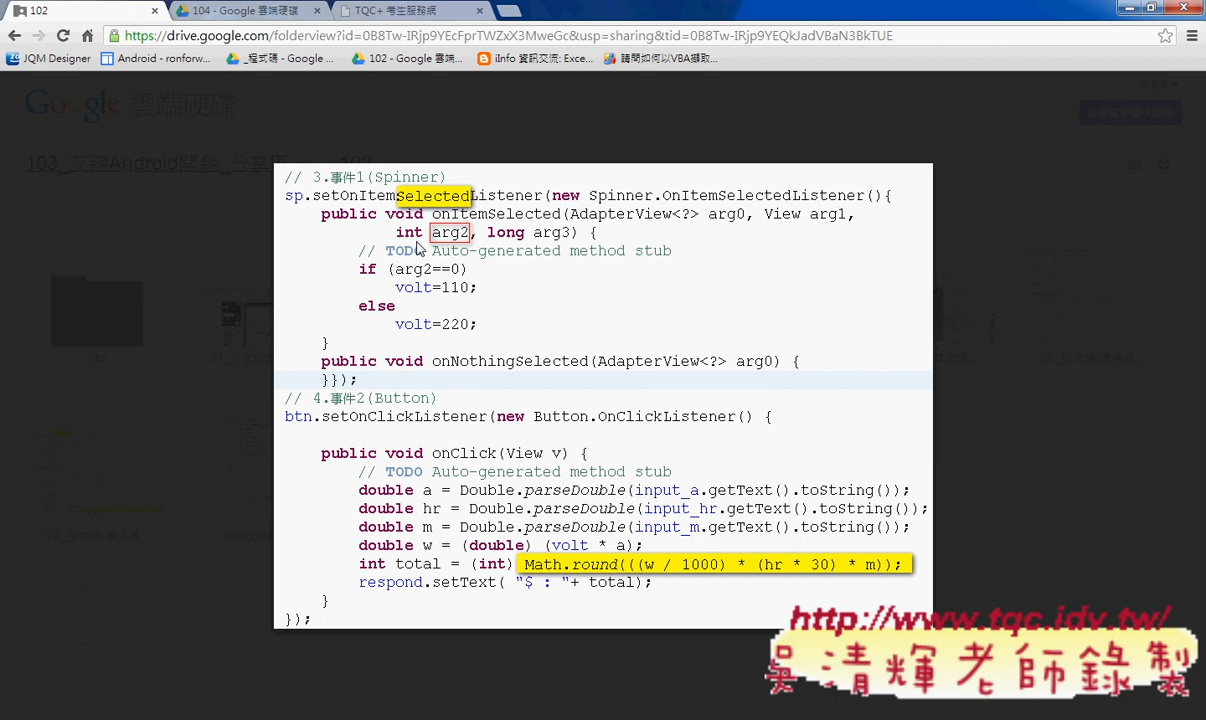 102
104 - Google 雲端硬碟
TQC+ 考生服務網
https://drive.google.com/folderview?id=0B8Tw-IRjp9YEcFprTWZxX3MweGc&usp=sharing&tid=0B8Tw-IRjp9YEQkJadVBaN3BkTUE
JQM Designer
Android - ronforw...
_程式碼 - Google ...
102 - Google 雲端...
iInfo 資訊交流: Exce...
請問如何以VBA擷取...
Google 雲端硬碟
// 3.事件1(Spinner)
sp.setOnItemSelectedListener(new Spinner.OnItemSelectedListener(){
public void onItemSelected(AdapterView<?> arg0, View arg1,
int arg2, long arg3) {
// TODO Auto-generated method stub
if (arg2==0)
volt=110;
else
volt=220;
}
public void onNothingSelected(AdapterView<?> arg0) {
}});
// 4.事件2(Button)
btn.setOnClickListener(new Button.OnClickListener() {
public void onClick(View v) {
// TODO Auto-generated method stub
double a = Double.parseDouble(input_a.getText().toString());
double hr = Double.parseDouble(input_hr.getText().toString());
double m = Double.parseDouble(input_m.getText().toString());
double w = (double) (volt * a);
int total = (int) Math.round(((w / 1000) * (hr * 30) * m));
respond.setText( "$ : "+ total);
}
});
http://www.tqc.idv.tw/
吳清輝老師錄製